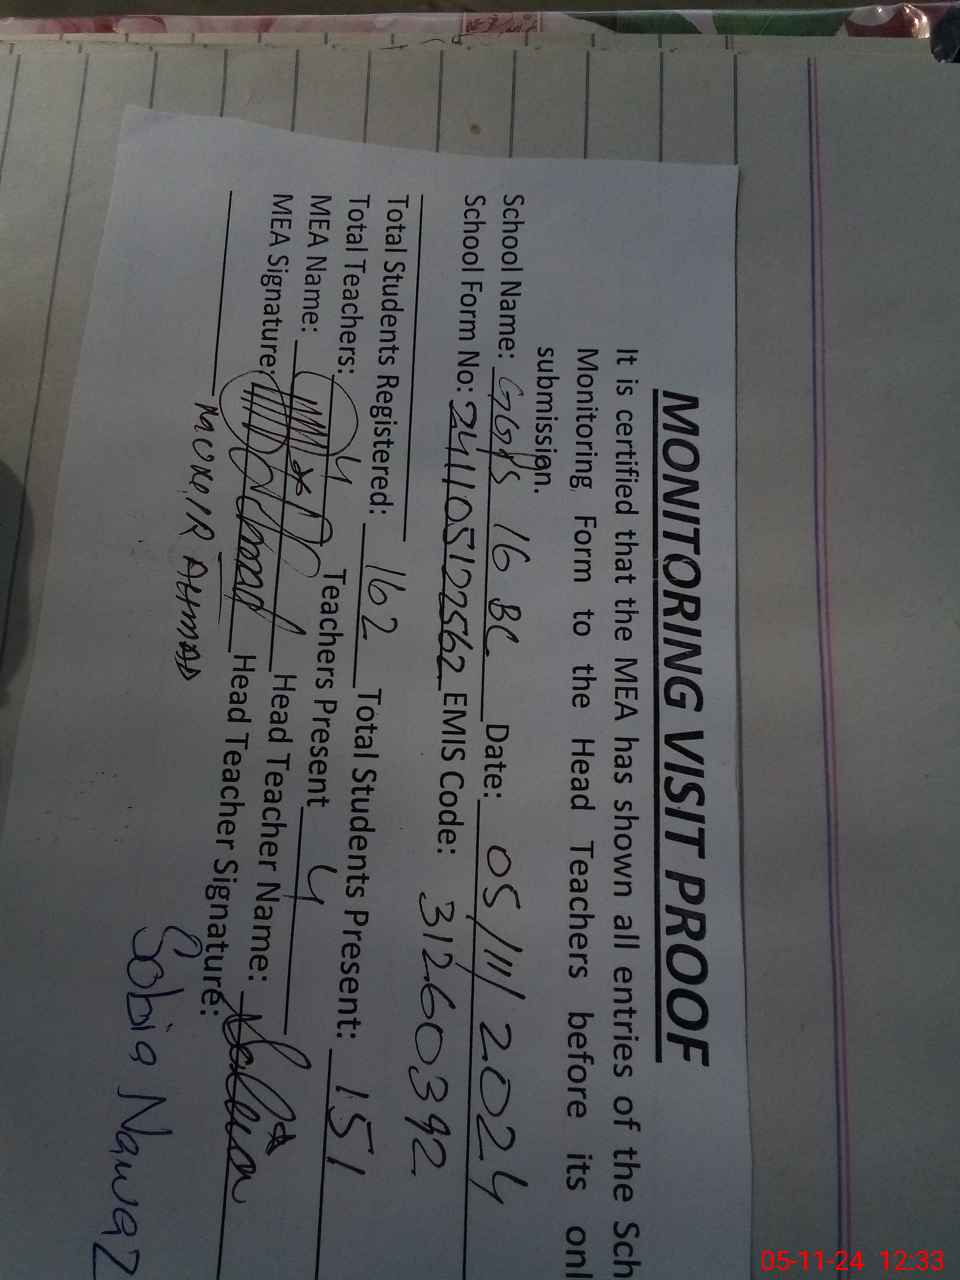 MONITORING VISIT PROOF
It is certified that the MEA has shown all entries of the Sch
Monitoring Form to the Head Teachers before its onl
submission.
School Name: GGPS 16 BC Date: 05/11/2024
School Form No: 241105122562 EMIS Code: 31260392
Total Students Registered: 162 Total Students Present: 151
Total Teachers: 4 Teachers Present 4
MEA Name: Head Teacher Name:
MEA Signature: Head Teacher Signature:
MUNEIR AHMAD
Sobia Nawaz
05-11-24 12:33